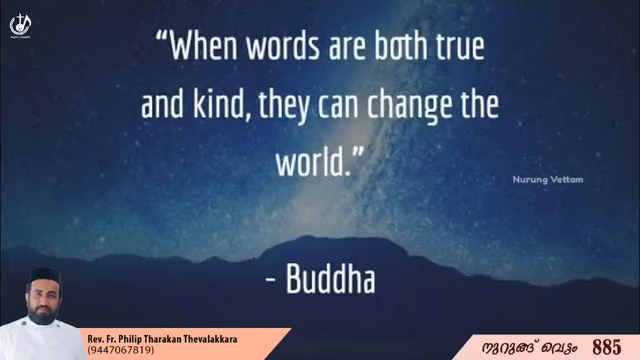 “When words are both true
and kind, they can change the
world.”
Nurung Vettam
- Buddha
Rev. Fr. Philip Tharakan Thevalakkara
(9447067819)
നുറുങ്ങ് വെട്ടം 885